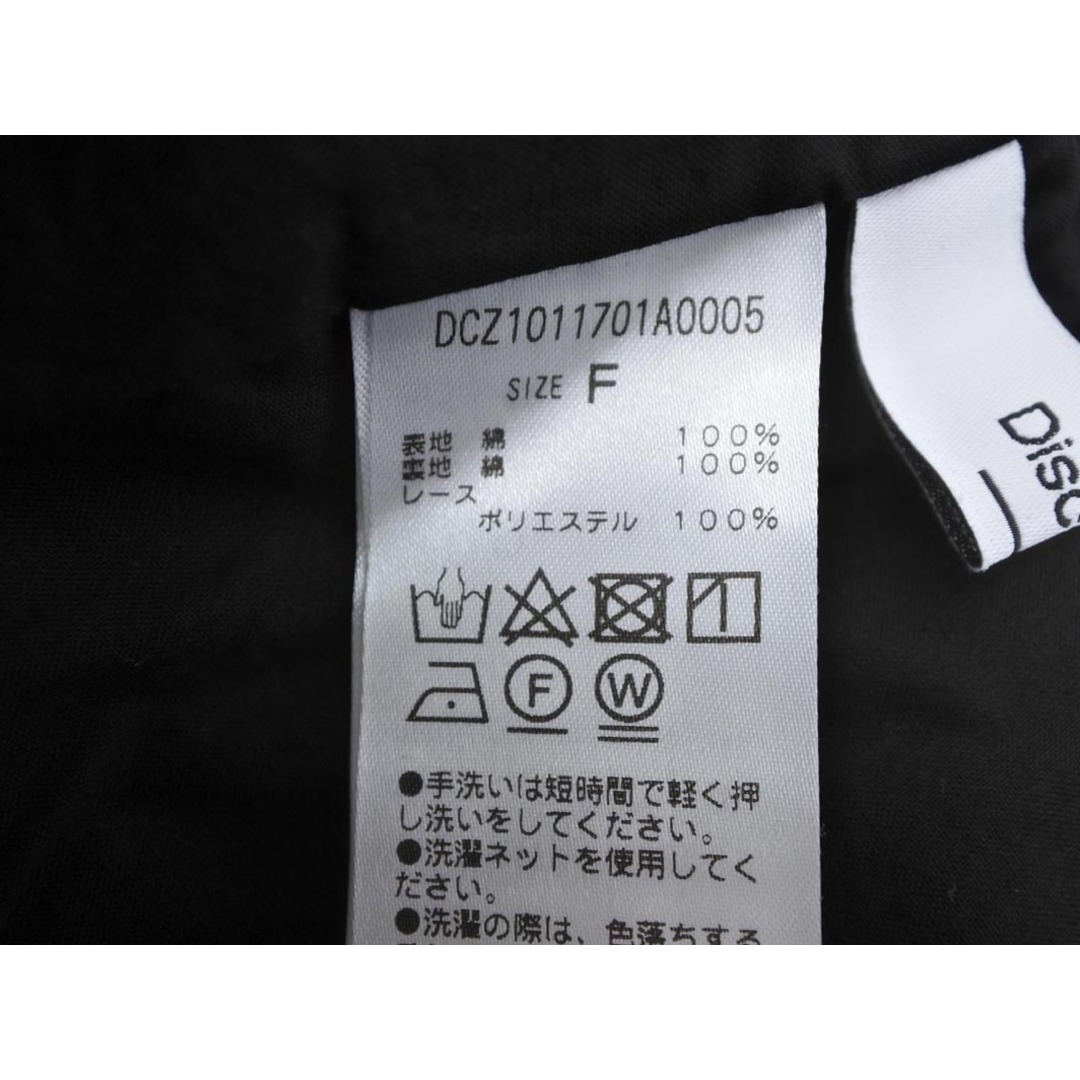 DCZ1011701A0005
SIZE F
表地 綿 100%
裏地 綿 100%
レース
ポリエステル 100%
F W
●手洗いは短時間で軽く押
し洗いをしてください。
●洗濯ネットを使用してく
ださい。
●洗濯の際は、色落ちする
Disc